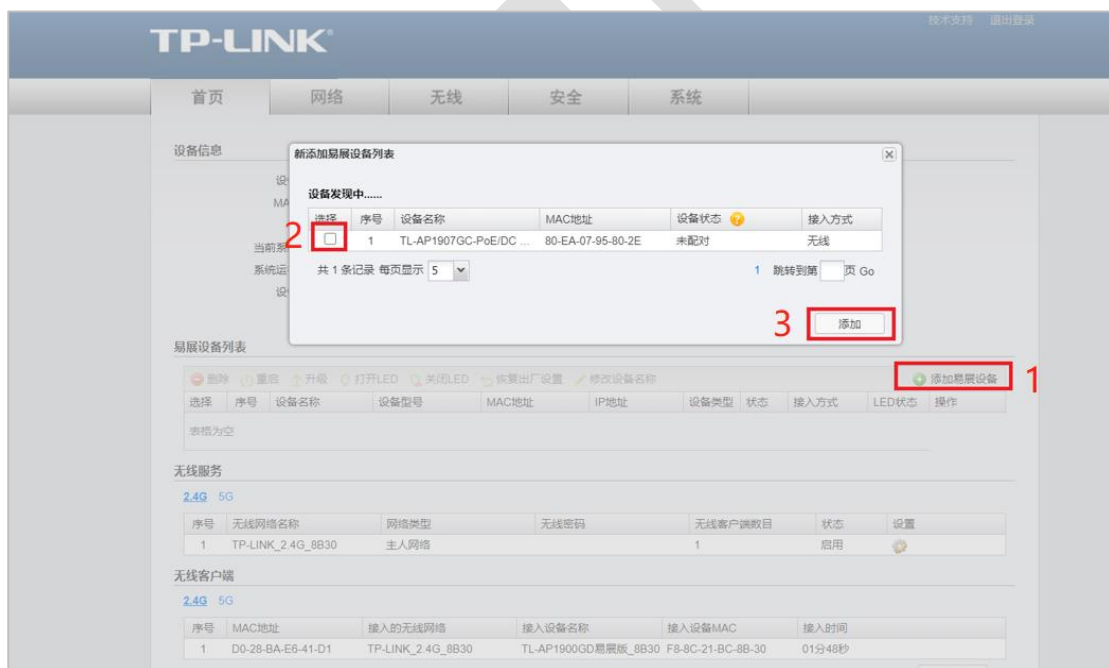 技术支持 退出登录
TP-LINK
首页 网络 无线 安全 系统
设备信息
新添加易展设备列表
设备发现中......
选择 序号 设备名称 MAC地址 设备状态 接入方式
2
1 TL-AP1907GC-PoE/DC ... 80-EA-07-95-80-2E 未配对 无线
共 1 条记录 每页显示 5 1 跳转到第 页 Go
3 添加
易展设备列表
删除 重启 升级 打开LED 关闭LED 恢复出厂设置 修改设备名称 添加易展设备 1
选择 序号 设备名称 设备型号 MAC地址 IP地址 设备类型 状态 接入方式 LED状态 操作
表格为空
无线服务
2.4G 5G
序号 无线网络名称 网络类型 无线密码 无线客户端数目 状态 设置
1 TP-LINK_2.4G_8B30 主人网络 1 启用
无线客户端
2.4G 5G
序号 MAC地址 接入的无线网络 接入设备名称 接入设备MAC 接入时间
1 D0-28-BA-E6-41-D1 TP-LINK_2.4G_8B30 TL-AP1900GD易展版_8B30 F8-8C-21-BC-8B-30 01分48秒